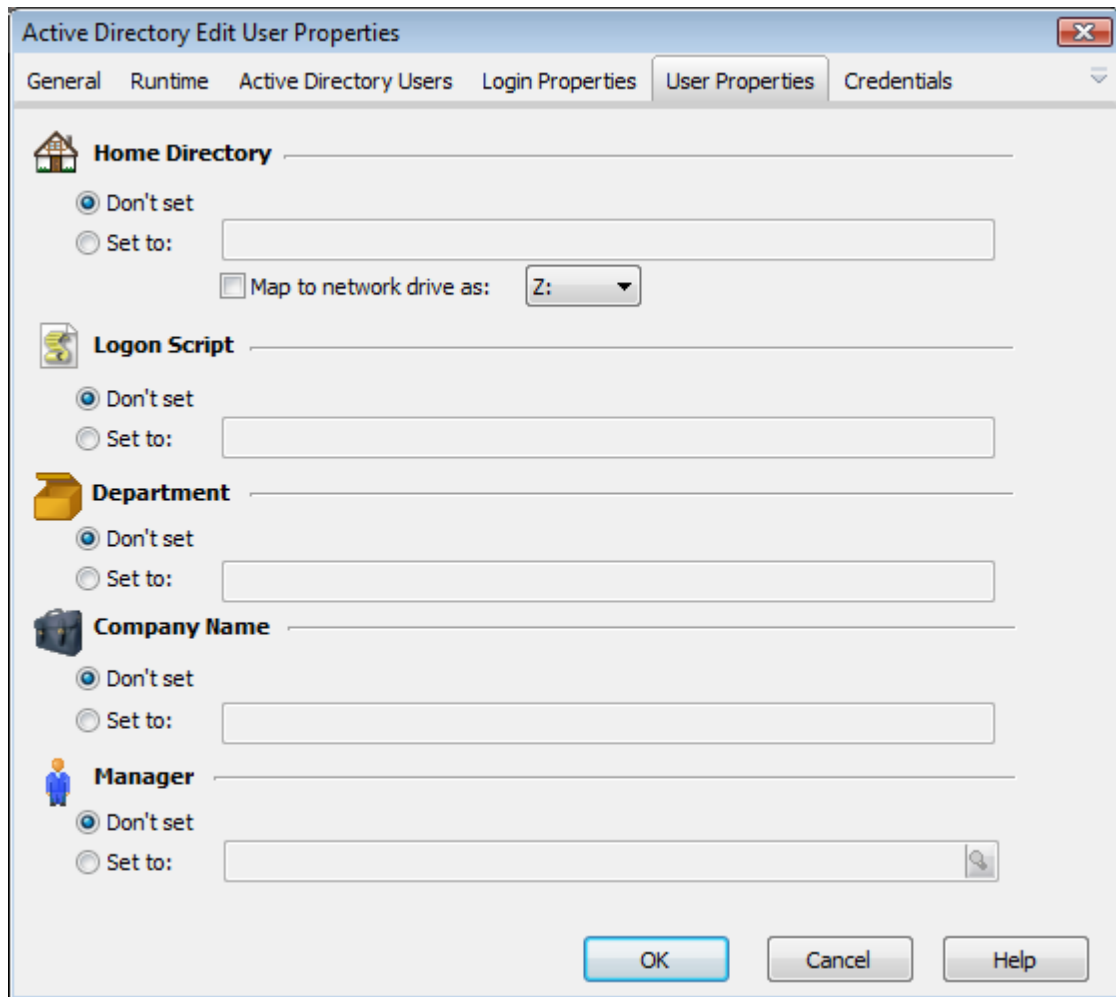 Active Directory Edit User Properties
General Runtime Active Directory Users Login Properties User Properties Credentials
Home Directory
Don't set
Set to:
Map to network drive as: Z:
Logon Script
Don't set
Set to:
Department
Don't set
Set to:
Company Name
Don't set
Set to:
Manager
Don't set
Set to:
OK Cancel Help